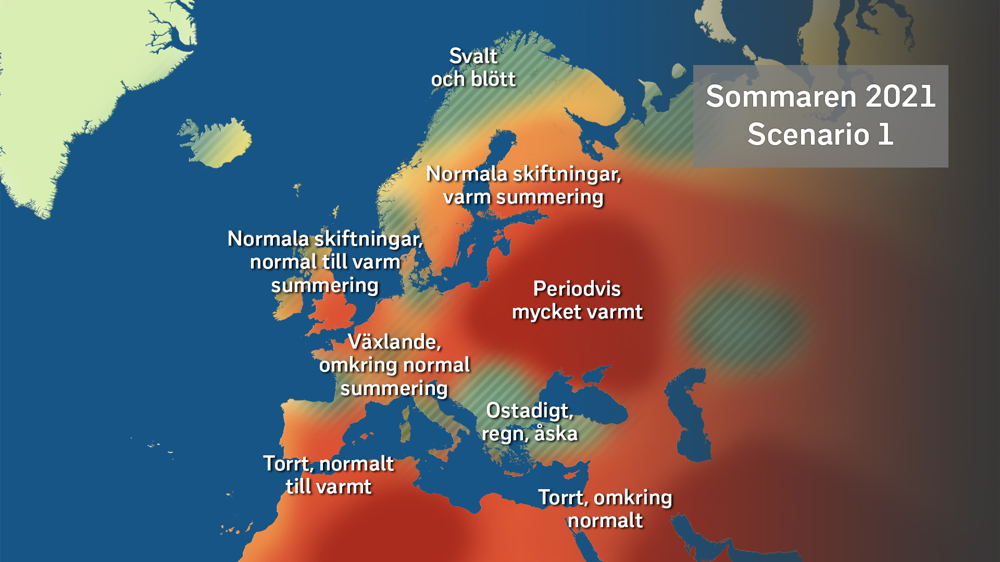 Svalt
och blött
Sommaren 2021
Scenario 1
Normala skiftningar,
varm summering
Normala skiftningar,
normal till varm
summering
Periodvis
mycket varmt
Växlande,
omkring normal
summering
Ostadigt,
regn, åska
Torrt, normalt
till varmt
Torrt, omkring
normalt